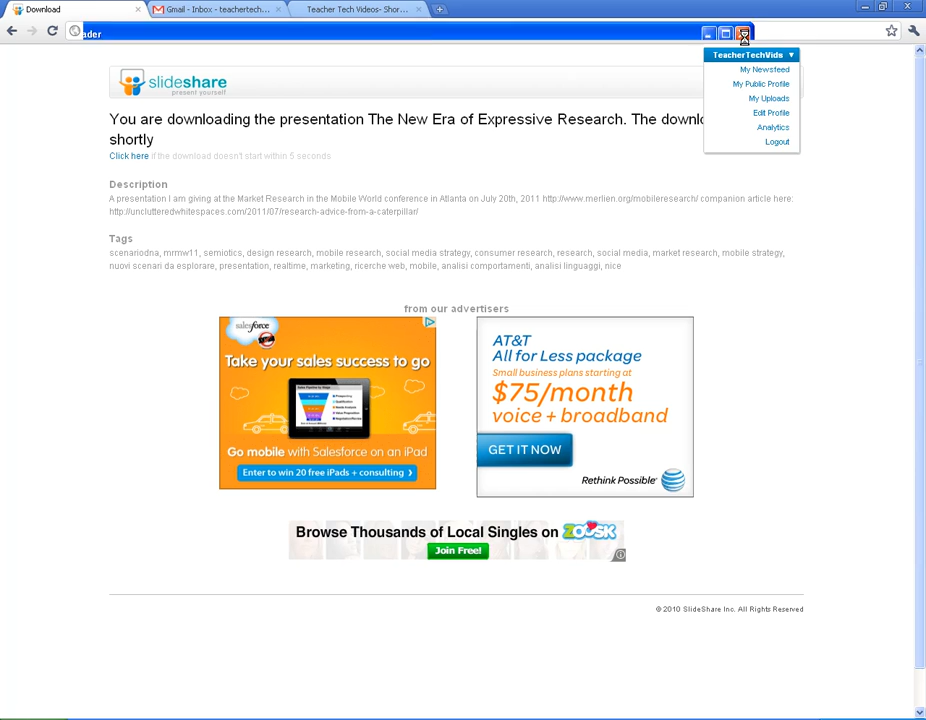 Download
Gmail - Inbox - teachertech...
Teacher Tech Videos- Shor...
ader
TeacherTechVids
My Newsfeed
My Public Profile
My Uploads
Edit Profile
Analytics
Logout
slideshare
present yourself
You are downloading the presentation The New Era of Expressive Research. The downlo
shortly
Click here if the download doesn't start within 5 seconds
Description
A presentation I am giving at the Market Research in the Mobile World conference in Atlanta on July 20th, 2011 http://www.merlien.org/mobileresearch/ companion article here:
http://unclutteredwhitespaces.com/2011/07/research-advice-from-a-caterpillar/
Tags
scenariodna, mrmw11, semiotics, design research, mobile research, social media strategy, consumer research, research, social media, market research, mobile strategy,
nuovi scenari da esplorare, presentation, realtime, marketing, ricerche web, mobile, analisi comportamenti, analisi linguaggi, nice
from our advertisers
salesforce
Take your sales success to go
Go mobile with Salesforce on an iPad
Enter to win 20 free iPads + consulting
AT&T
All for Less package
Small business plans starting at
$75/month
voice + broadband
GET IT NOW
Rethink Possible
Browse Thousands of Local Singles on ZOOSK
Join Free!
© 2010 SlideShare Inc. All Rights Reserved